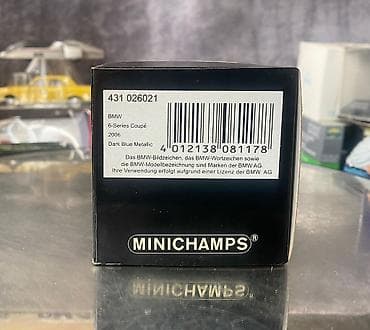 431 026021
BMW
6-Series Coupé
2006
Dark Blue Metallic
4 012138 081178
Das BMW-Bildzeichen, das BMW-Wortzeichen sowie
die BMW-Modellbezeichnung sind Marken der BMW AG
Ihre Verwendung erfolgt aufgrund einer Lizenz der BMW AG
MINICHAMPS®